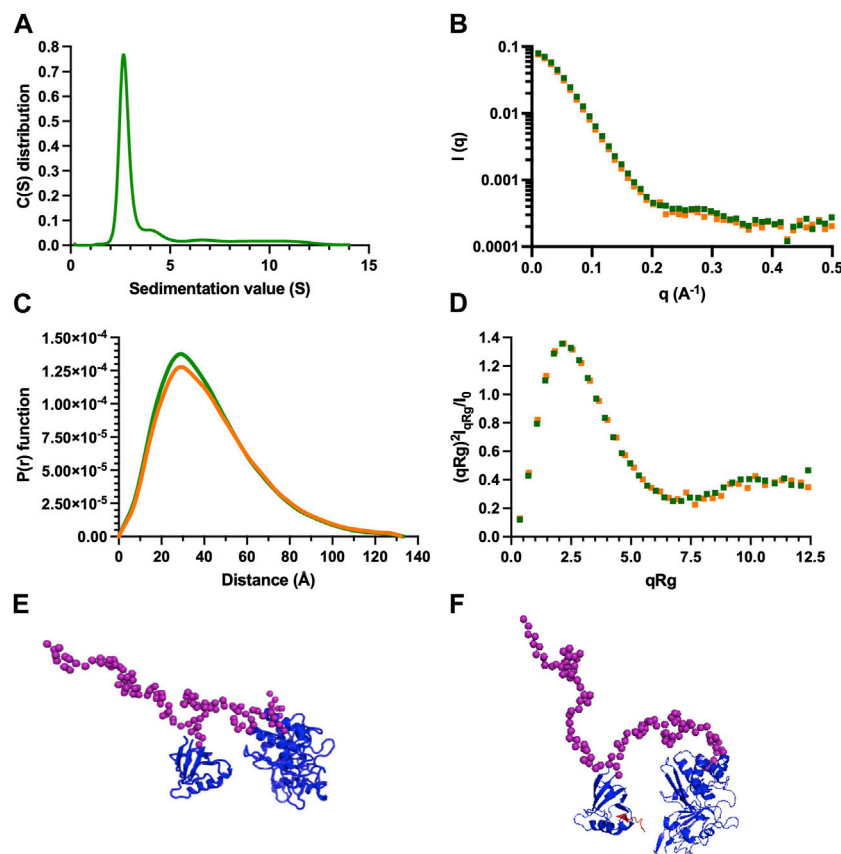 A
C(S) distribution
0.8
0.7
0.6
0.5
0.4
0.3
0.2
0.1
0.0
0 5 10 15
Sedimentation value (S)
B
I (q)
0.1
0.01
0.001
0.0001
0.0 0.1 0.2 0.3 0.4 0.5
q (A⁻¹)
C
P(r) function
1.50×10⁻⁴
1.25×10⁻⁴
1.00×10⁻⁴
7.50×10⁻⁵
5.00×10⁻⁵
2.50×10⁻⁵
0.00
0 20 40 60 80 100 120 140
Distance (Å)
D
(qRg)²I_qRg/I₀
1.4
1.2
1.0
0.8
0.6
0.4
0.2
0.0
0.0 2.5 5.0 7.5 10.0 12.5
qRg
E
F